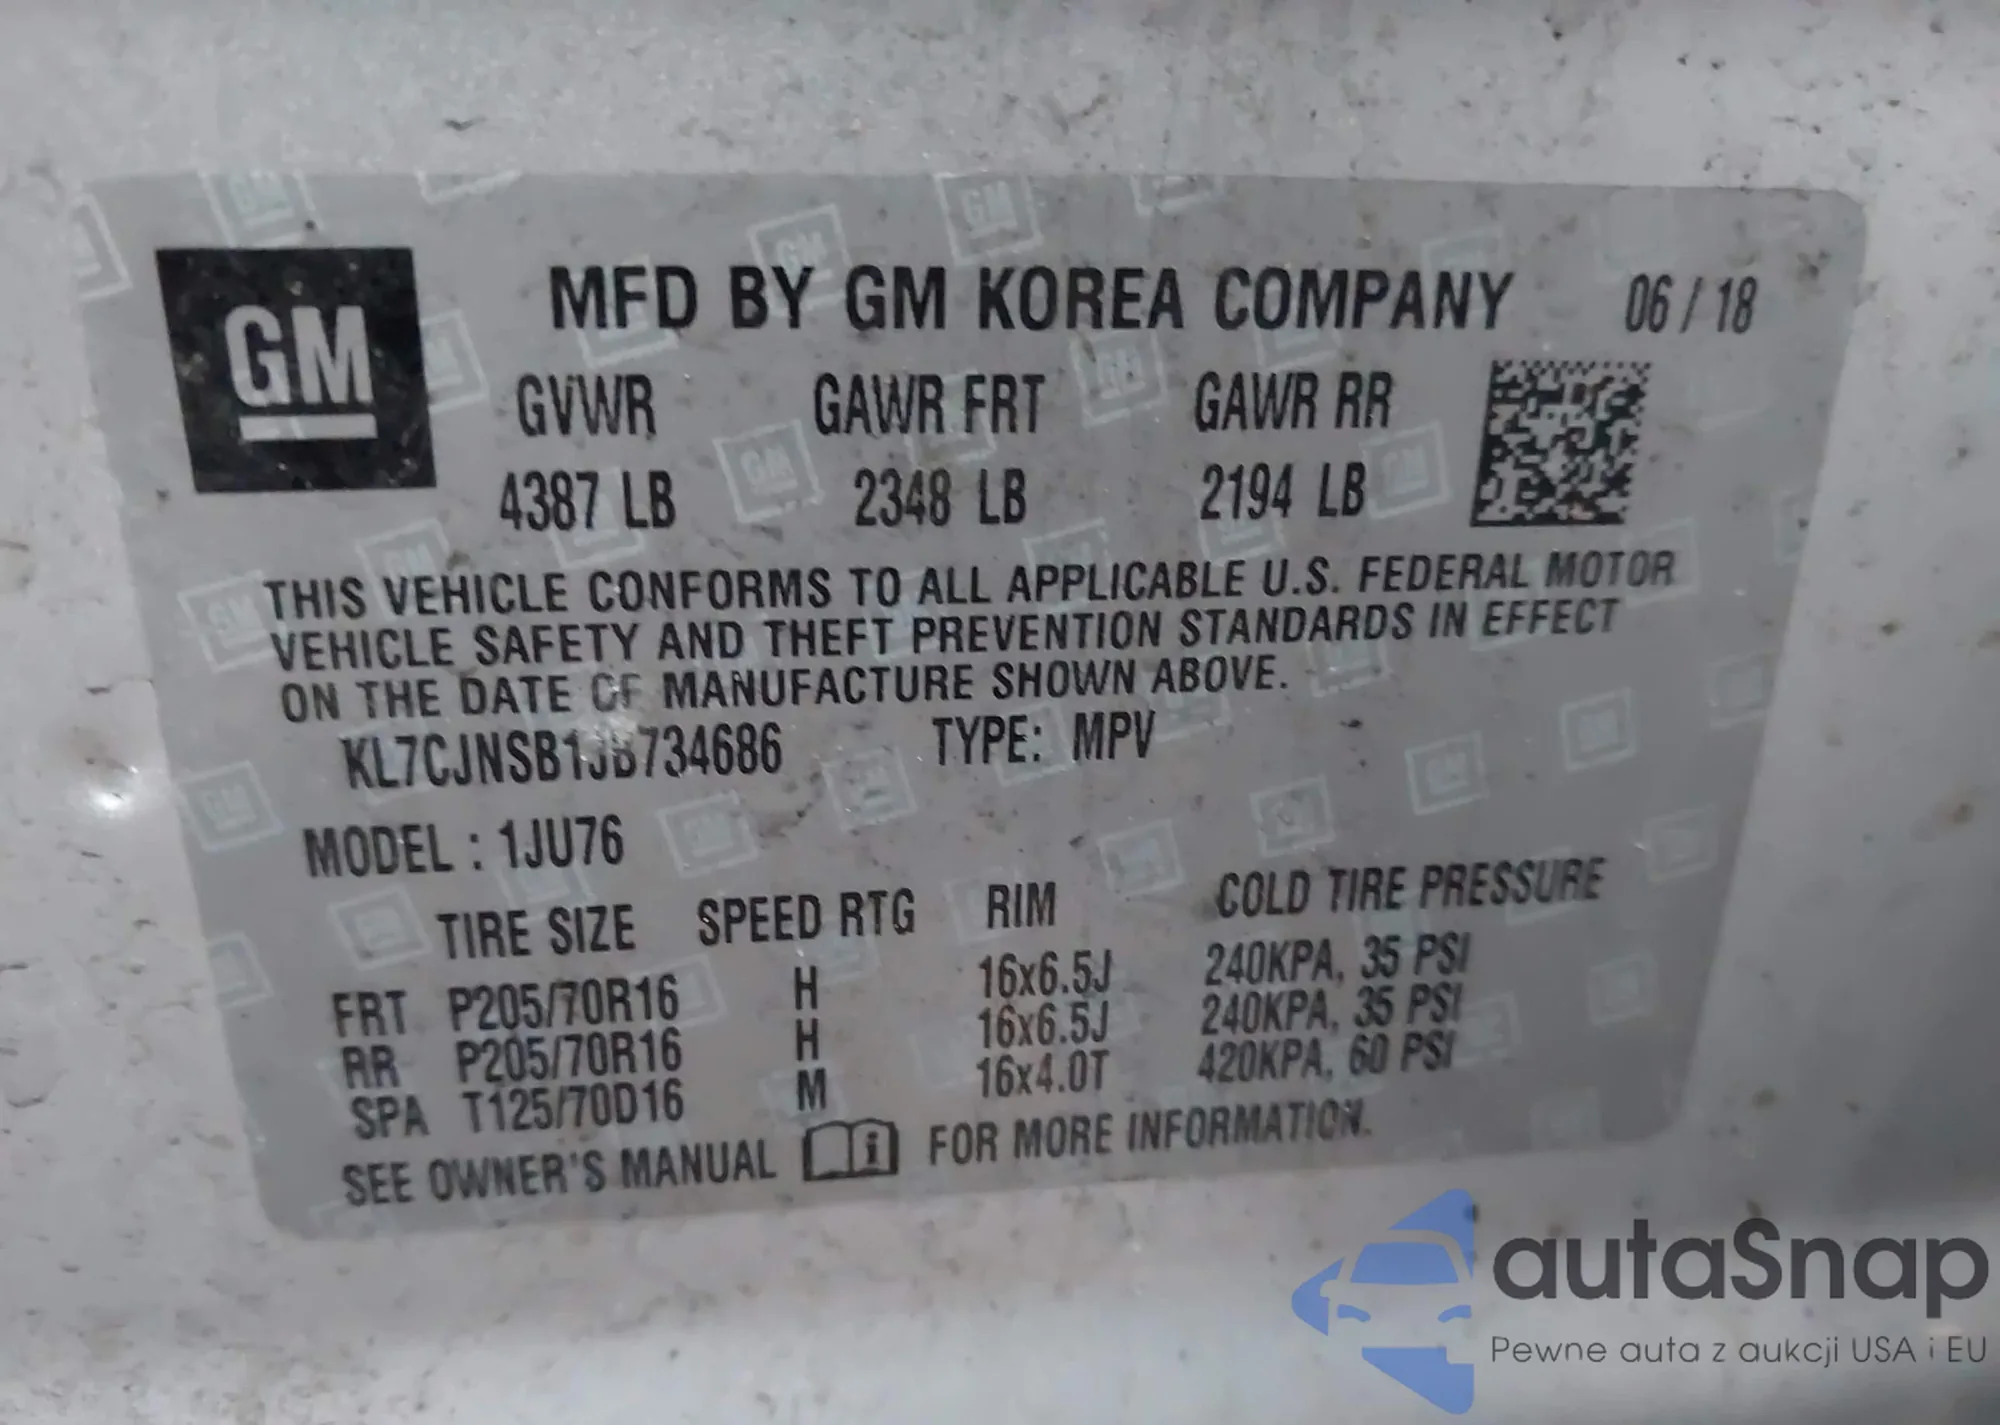 GM
MFD BY GM KOREA COMPANY 06 / 18
GVWR GAWR FRT GAWR RR
4387 LB 2348 LB 2194 LB
THIS VEHICLE CONFORMS TO ALL APPLICABLE U.S. FEDERAL MOTOR
VEHICLE SAFETY AND THEFT PREVENTION STANDARDS IN EFFECT
ON THE DATE OF MANUFACTURE SHOWN ABOVE.
KL7CJNSB1JB734686 TYPE: MPV
MODEL : 1JU76
TIRE SIZE SPEED RTG RIM COLD TIRE PRESSURE
FRT P205/70R16 H 16x6.5J 240KPA, 35 PSI
RR P205/70R16 H 16x6.5J 240KPA, 35 PSI
SPA T125/70D16 M 16x4.0T 420KPA, 60 PSI
SEE OWNER'S MANUAL i FOR MORE INFORMATION.
autaSnap
Pewne auta z aukcji USA i EU